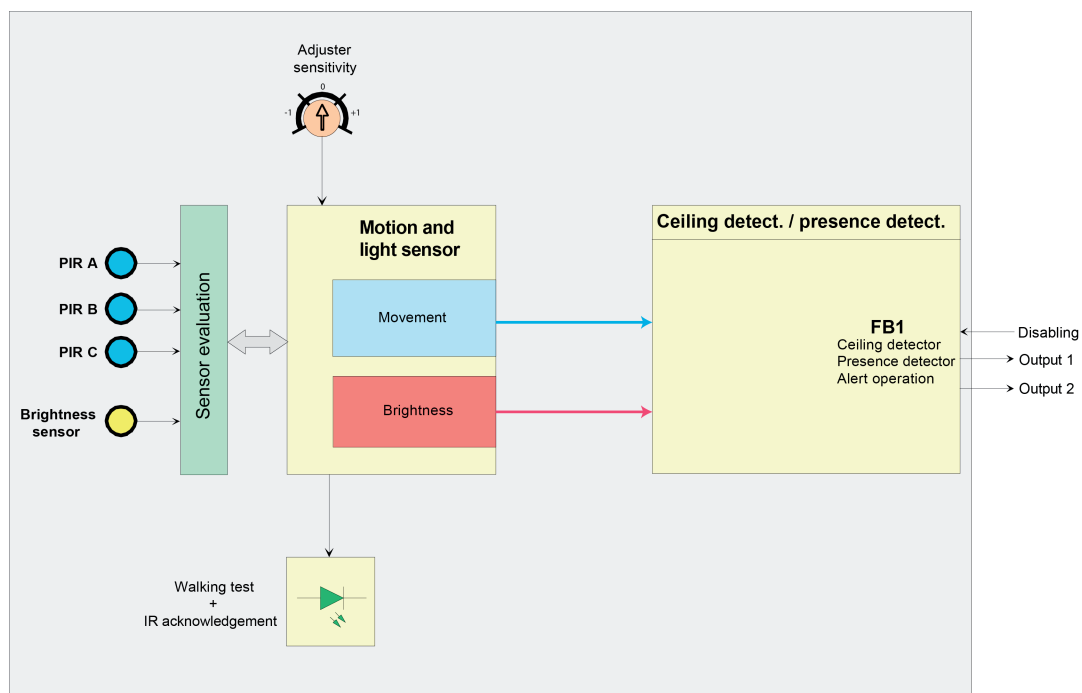 Adjuster
sensitivity
0
-1
+1
Motion and
light sensor
Ceiling detect. / presence detect.
PIR A
PIR B
PIR C
Brightness
sensor
Sensor evaluation
Movement
Brightness
FB1
Ceiling detector
Presence detector
Alert operation
Disabling
Output 1
Output 2
Walking test
+
IR acknowledgement